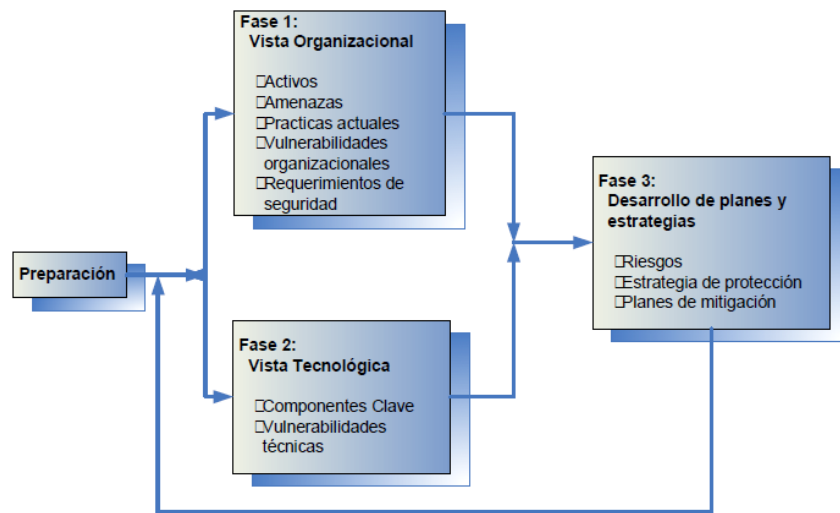 Preparación
Fase 1:
Vista Organizacional
Activos
Amenazas
Practicas actuales
Vulnerabilidades
organizacionales
Requerimientos de
seguridad
Fase 2:
Vista Tecnológica
Componentes Clave
Vulnerabilidades
técnicas
Fase 3:
Desarrollo de planes y
estrategias
Riesgos
Estrategia de protección
Planes de mitigación